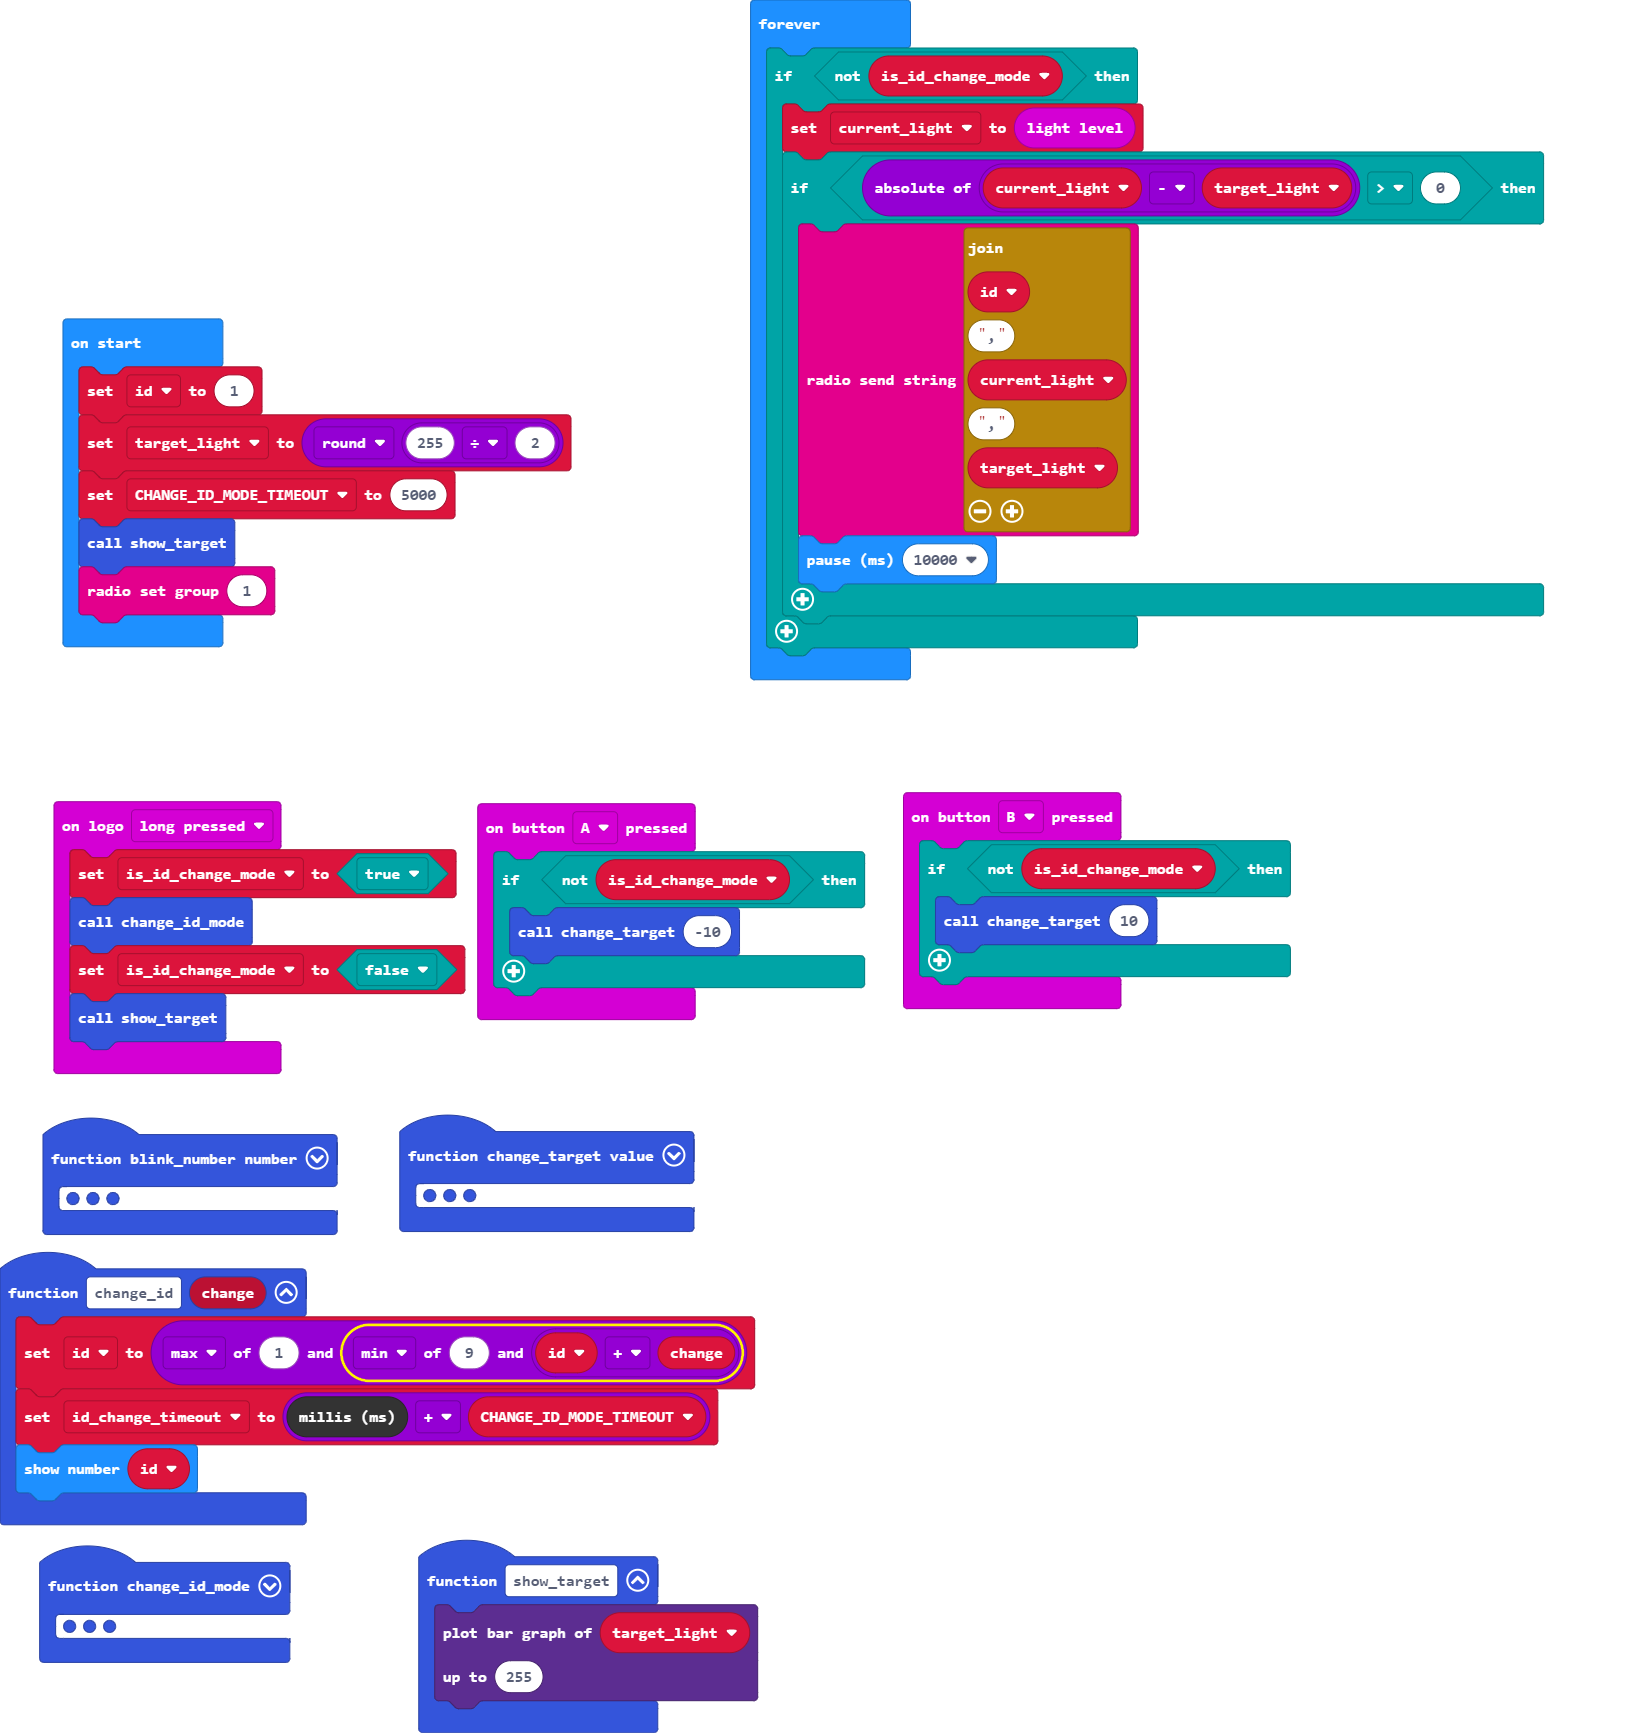 forever
if not is_id_change_mode then
set current_light to light level
if absolute of current_light - target_light > 0 then
radio send string join
id
","
current_light
","
target_light
pause (ms) 10000
on start
set id to 1
set target_light to round 255 ÷ 2
set CHANGE_ID_MODE_TIMEOUT to 5000
call show_target
radio set group 1
on logo long pressed
set is_id_change_mode to true
call change_id_mode
set is_id_change_mode to false
call show_target
on button A pressed
if not is_id_change_mode then
call change_target -10
on button B pressed
if not is_id_change_mode then
call change_target 10
function blink_number number
function change_target value
function change_id change
set id to max of 1 and min of 9 and id + change
set id_change_timeout to millis (ms) + CHANGE_ID_MODE_TIMEOUT
show number id
function change_id_mode
function show_target
plot bar graph of target_light
up to 255